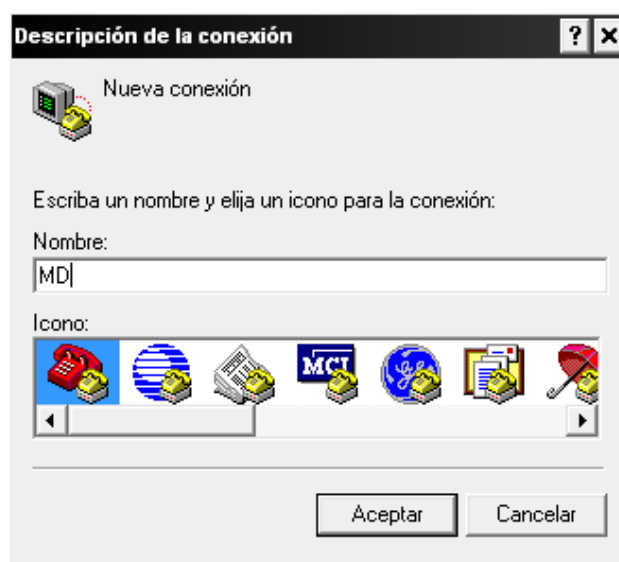 Descripción de la conexión
Nueva conexión
Escriba un nombre y elija un icono para la conexión:
Nombre:
MD
Icono:
MCI
Aceptar Cancelar